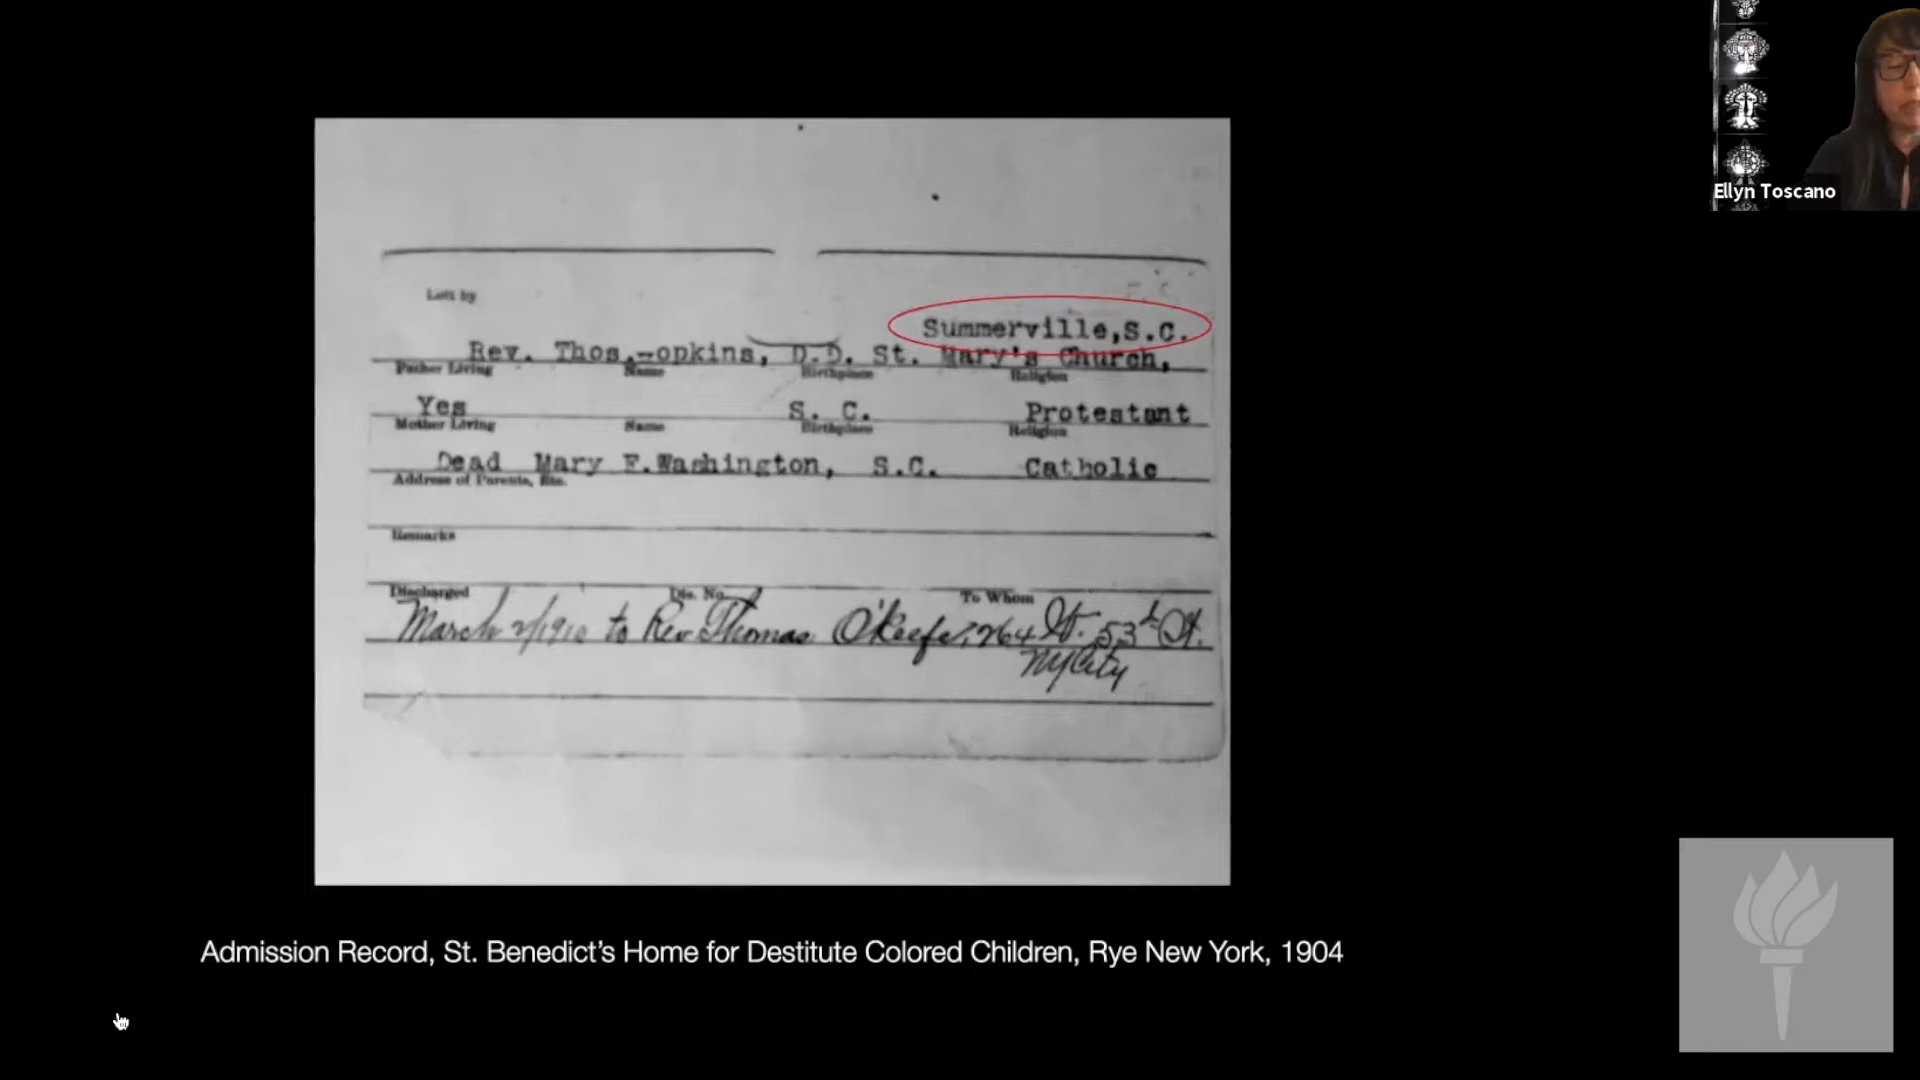 Ellyn Toscano
Left by
Summerville,S.C.
Rev. Thos.-opkins, D.D. St. Mary's Church,
Father Living Name Birthplace Religion
Yes S. C. Protestant
Mother Living Name Birthplace Religion
Dead Mary F.Washington, S.C. Catholic
Address of Parents, Etc.
Remarks
Discharged Dis. No. To Whom
March 2/1910 to Rev Thomas O'Keefe, 264 W. 53d St.
NY City
Admission Record, St. Benedict’s Home for Destitute Colored Children, Rye New York, 1904